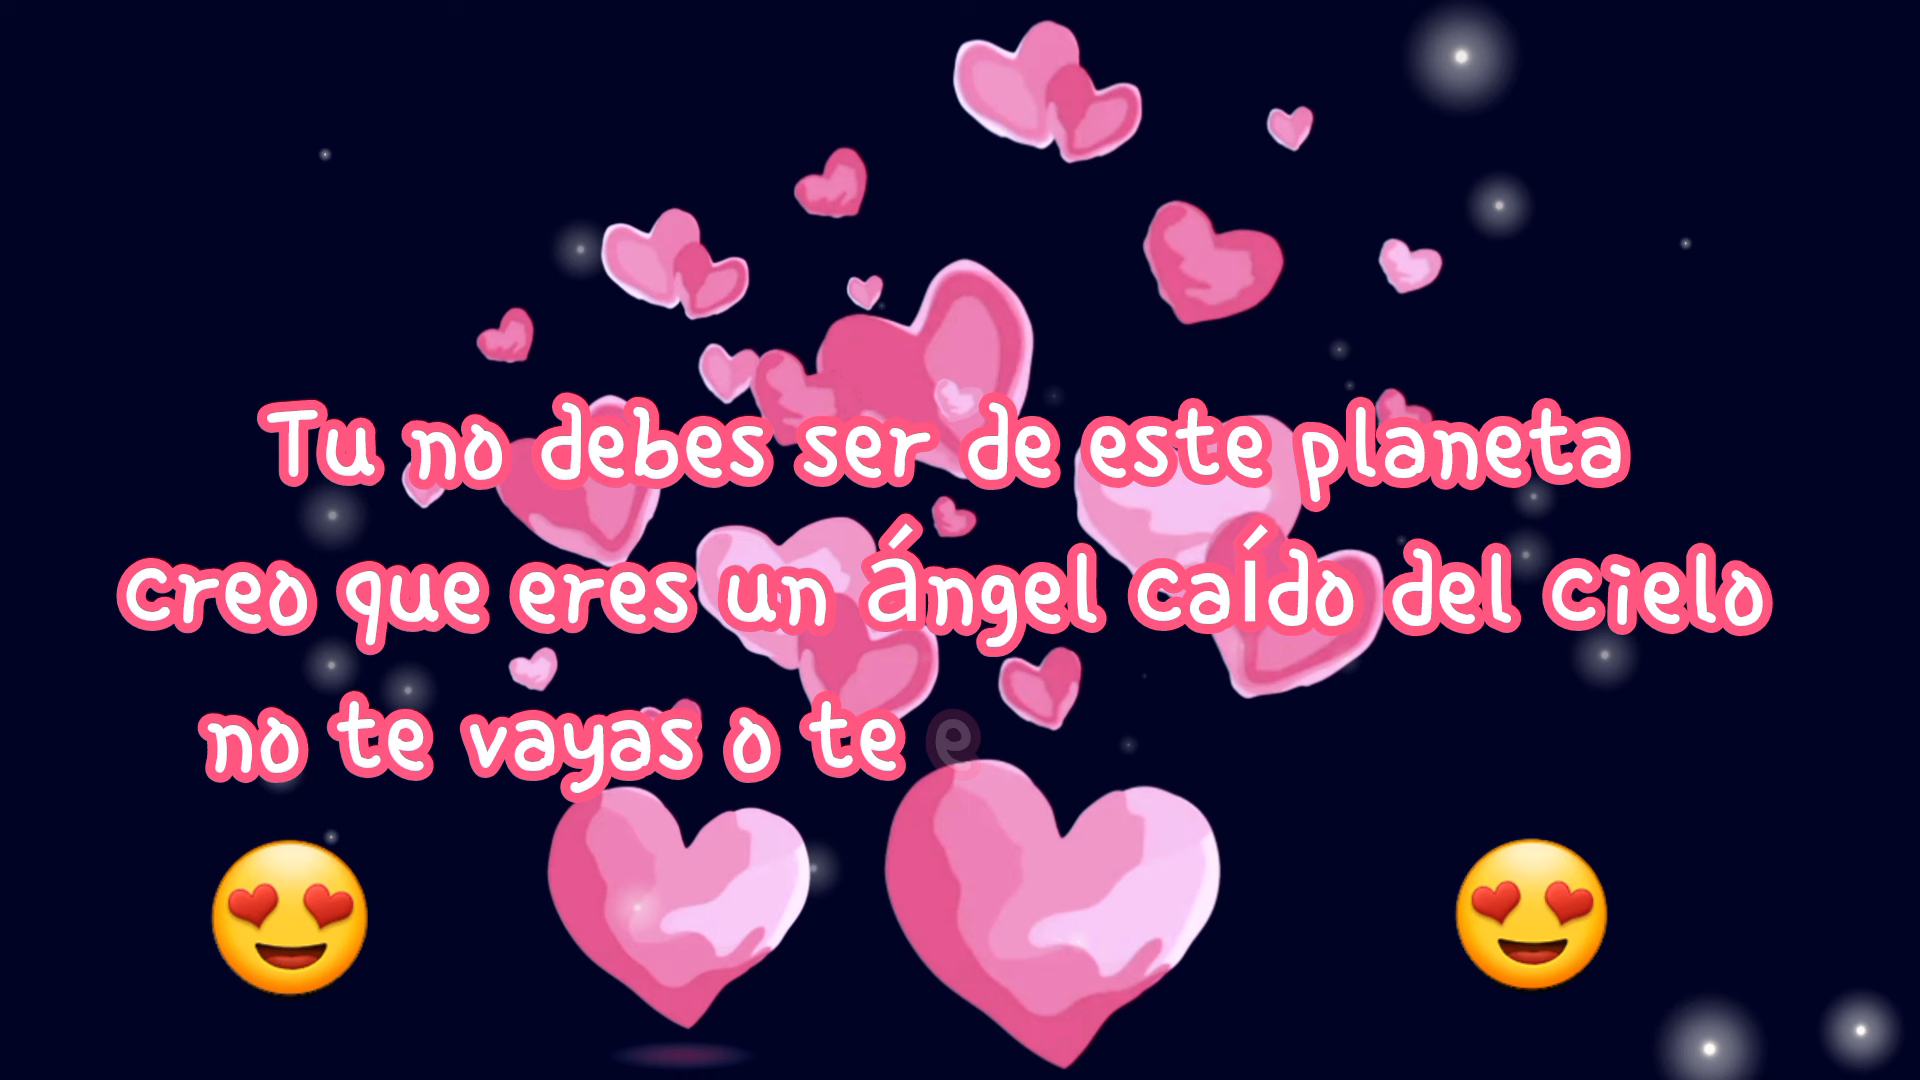 Tu no debes ser de este planeta
creo que eres un ángel caído del cielo
no te vayas o te e